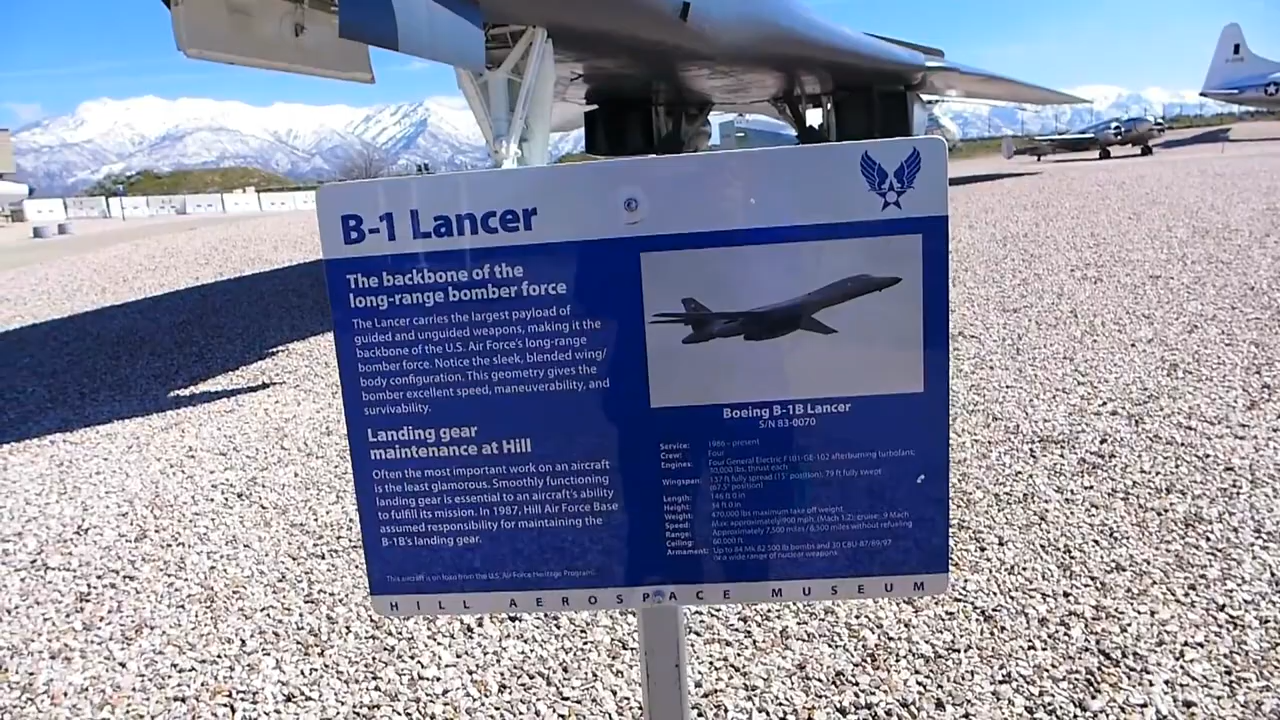 B-1 Lancer
The backbone of the
long-range bomber force
The Lancer carries the largest payload of
guided and unguided weapons, making it the
backbone of the U.S. Air Force's long-range
bomber force. Notice the sleek, blended wing/
body configuration. This geometry gives the
bomber excellent speed, maneuverability, and
survivability.
Landing gear
maintenance at Hill
Often the most important work on an aircraft
is the least glamorous. Smoothly functioning
landing gear is essential to an aircraft's ability
to fulfill its mission. In 1987, Hill Air Force Base
assumed responsibility for maintaining the
B-1B's landing gear.
This aircraft is on loan from the U.S. Air Force Heritage Program.
Boeing B-1B Lancer
S/N 83-0070
Service: 1986 – present
Crew: Four
Engines: Four General Electric F101-GE-102 afterburning turbofans;
30,000 lbs. thrust each
Wingspan: 137 ft fully spread (15° position), 79 ft fully swept
(67.5° position)
Length: 146 ft 0 in
Height: 34 ft 0 in
Weight: 470,000 lbs maximum take off weight
Speed: Max: approximately 900 mph (Mach 1.2); cruise: .9 Mach
Range: Approximately 7,500 miles / 6,500 miles without refueling
Ceiling: 60,000 ft
Armament: Up to 84 Mk 82 500 lb bombs and 30 CBU-87/89/97
or a wide range of nuclear weapons
HILL AEROSPACE MUSEUM